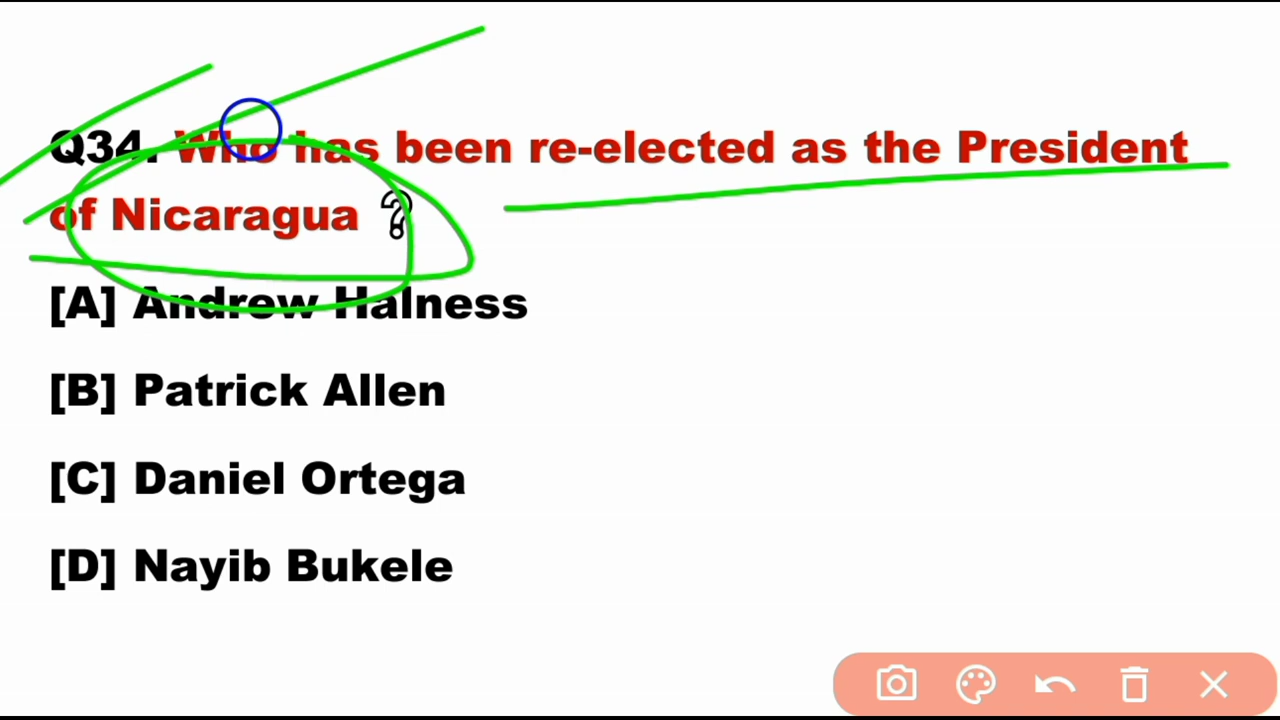 Q34. Who has been re-elected as the President
of Nicaragua ?
[A] Andrew Halness
[B] Patrick Allen
[C] Daniel Ortega
[D] Nayib Bukele